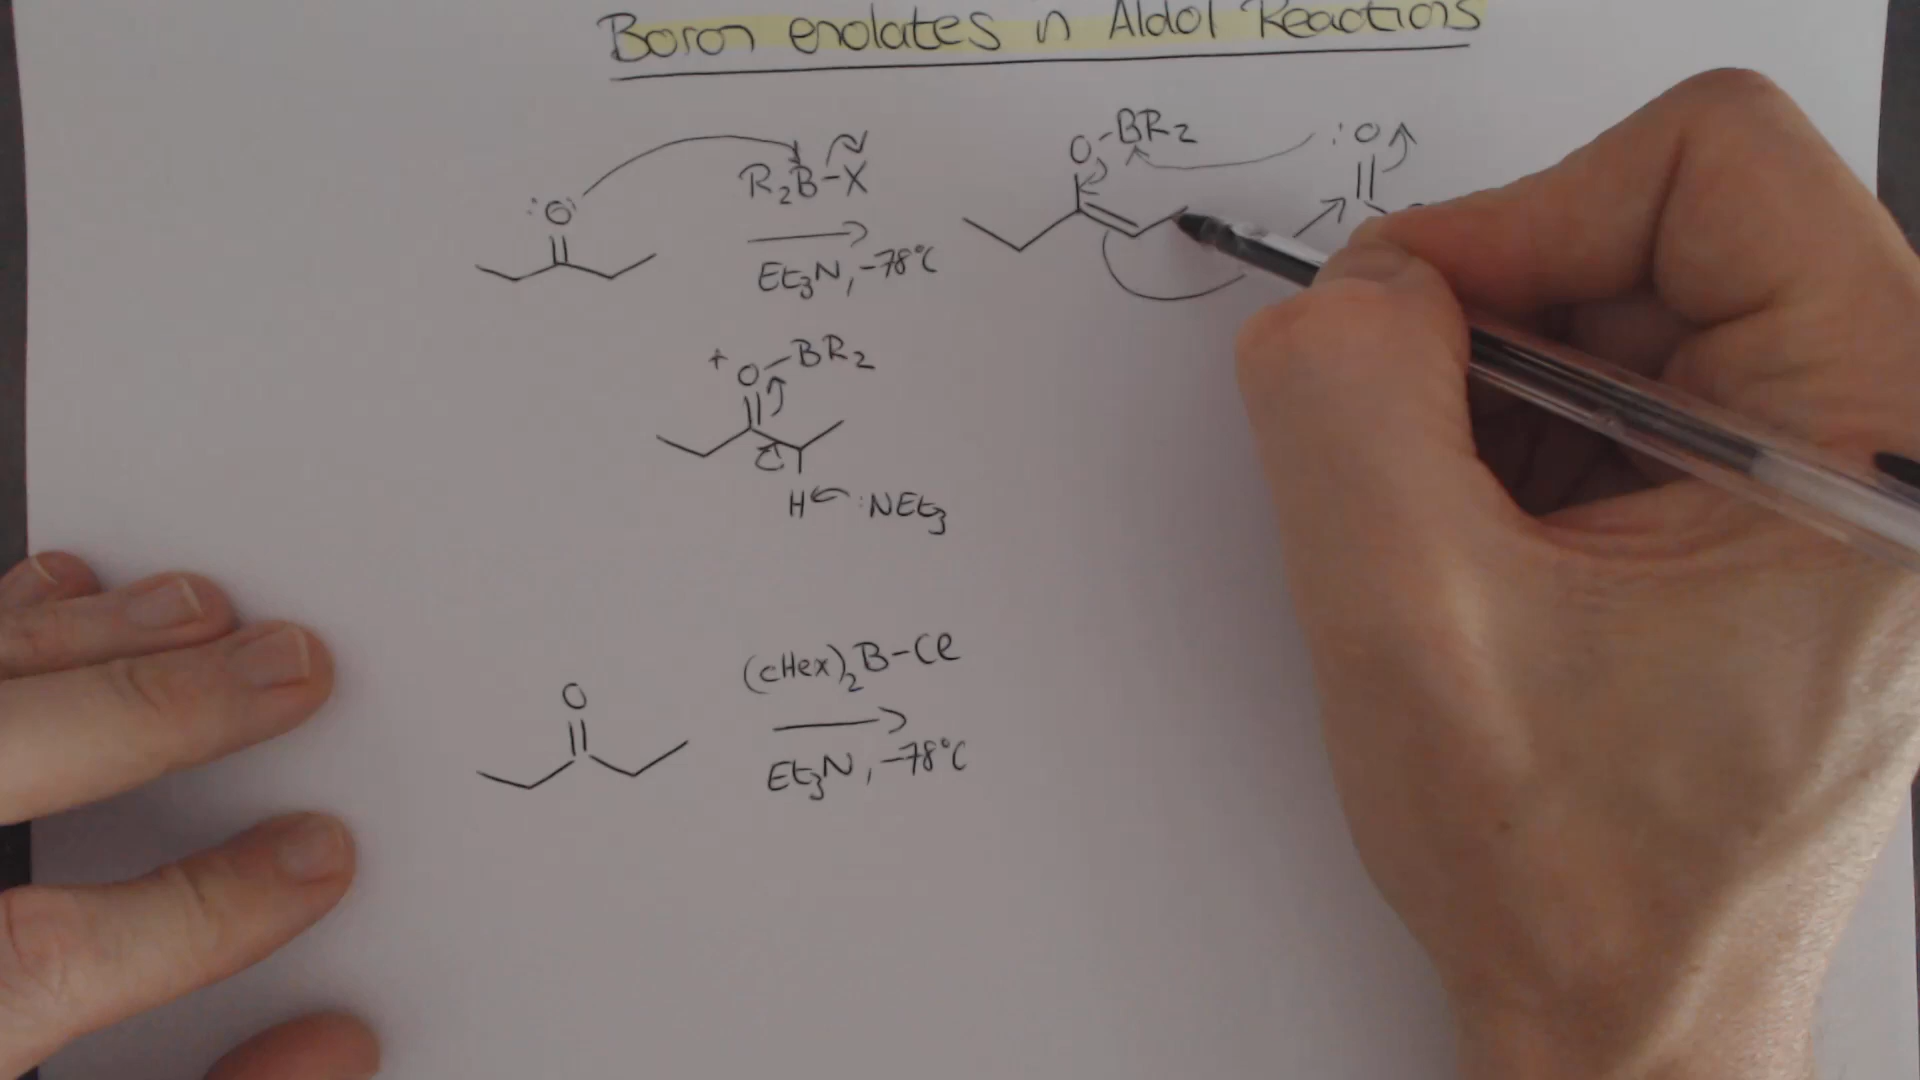 Boron enolates in Aldol Reactions
O-BR2
:O
R2B-X
:O:
Et3N, -78°C
+ O-BR2
H :NEt3
(cHex)2B-Cl
O
Et3N, -78°C